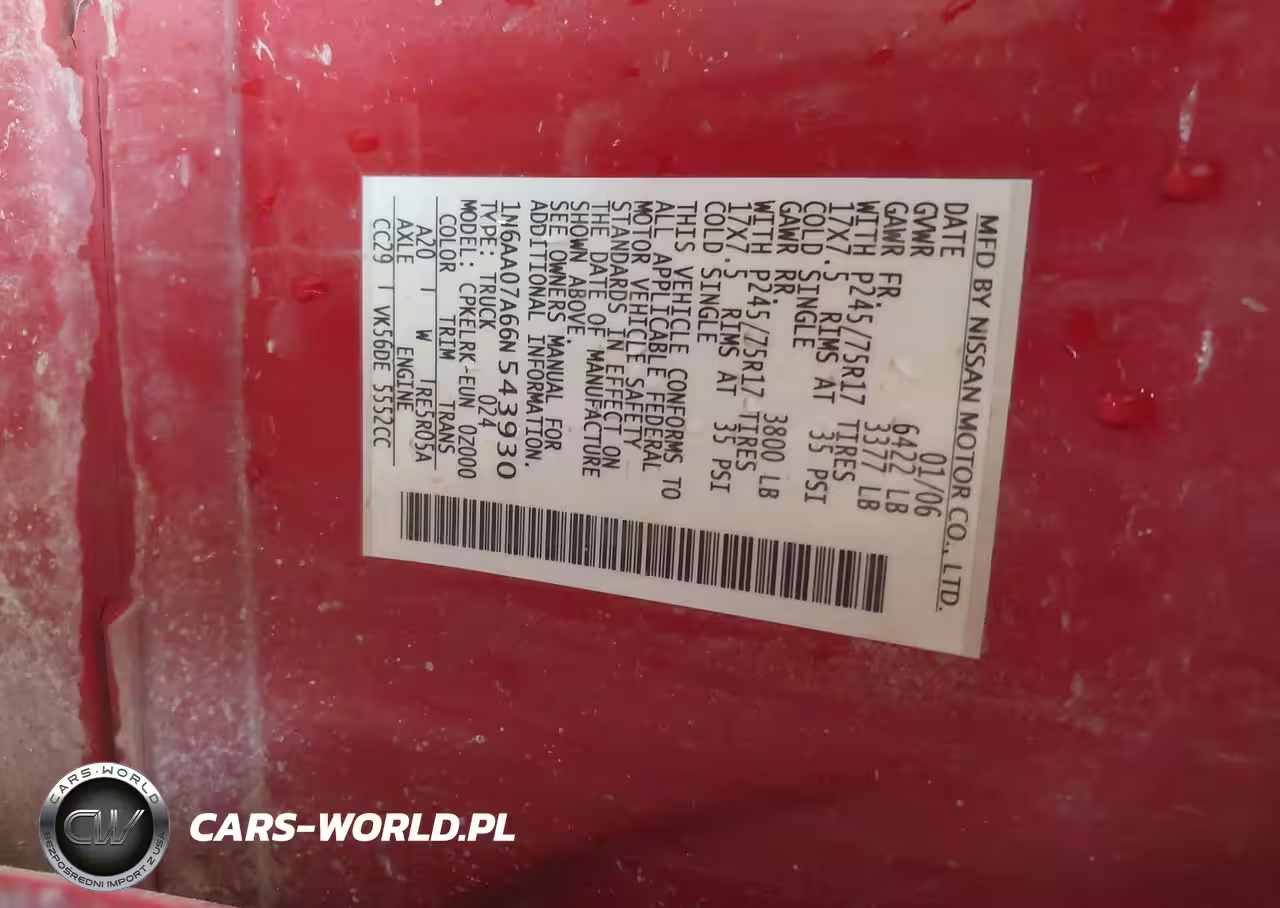 MFD BY NISSAN MOTOR CO., LTD.
DATE 01/06
GVWR 6422 LB
GAWR FR. 3377 LB
WITH P245/75R17 TIRES
17X7.5 RIMS AT 35 PSI
COLD SINGLE
GAWR RR. 3800 LB
WITH P245/75R17 TIRES
17X7.5 RIMS AT 35 PSI
COLD SINGLE
THIS VEHICLE CONFORMS TO
ALL APPLICABLE FEDERAL
MOTOR VEHICLE SAFETY
STANDARDS IN EFFECT ON
THE DATE OF MANUFACTURE
SHOWN ABOVE.
SEE OWNERS MANUAL FOR
ADDITIONAL INFORMATION.
1N6AA07A66N543930
TYPE: TRUCK 024
MODEL: CPKELRK-EUN 0Z000
COLOR TRIM TRANS
A20 W RE5R05A
AXLE ENGINE
CC29 VK56DE 5552CC
CARS-WORLD
CW
BEZPOŚREDNI IMPORT Z USA
CARS-WORLD.PL